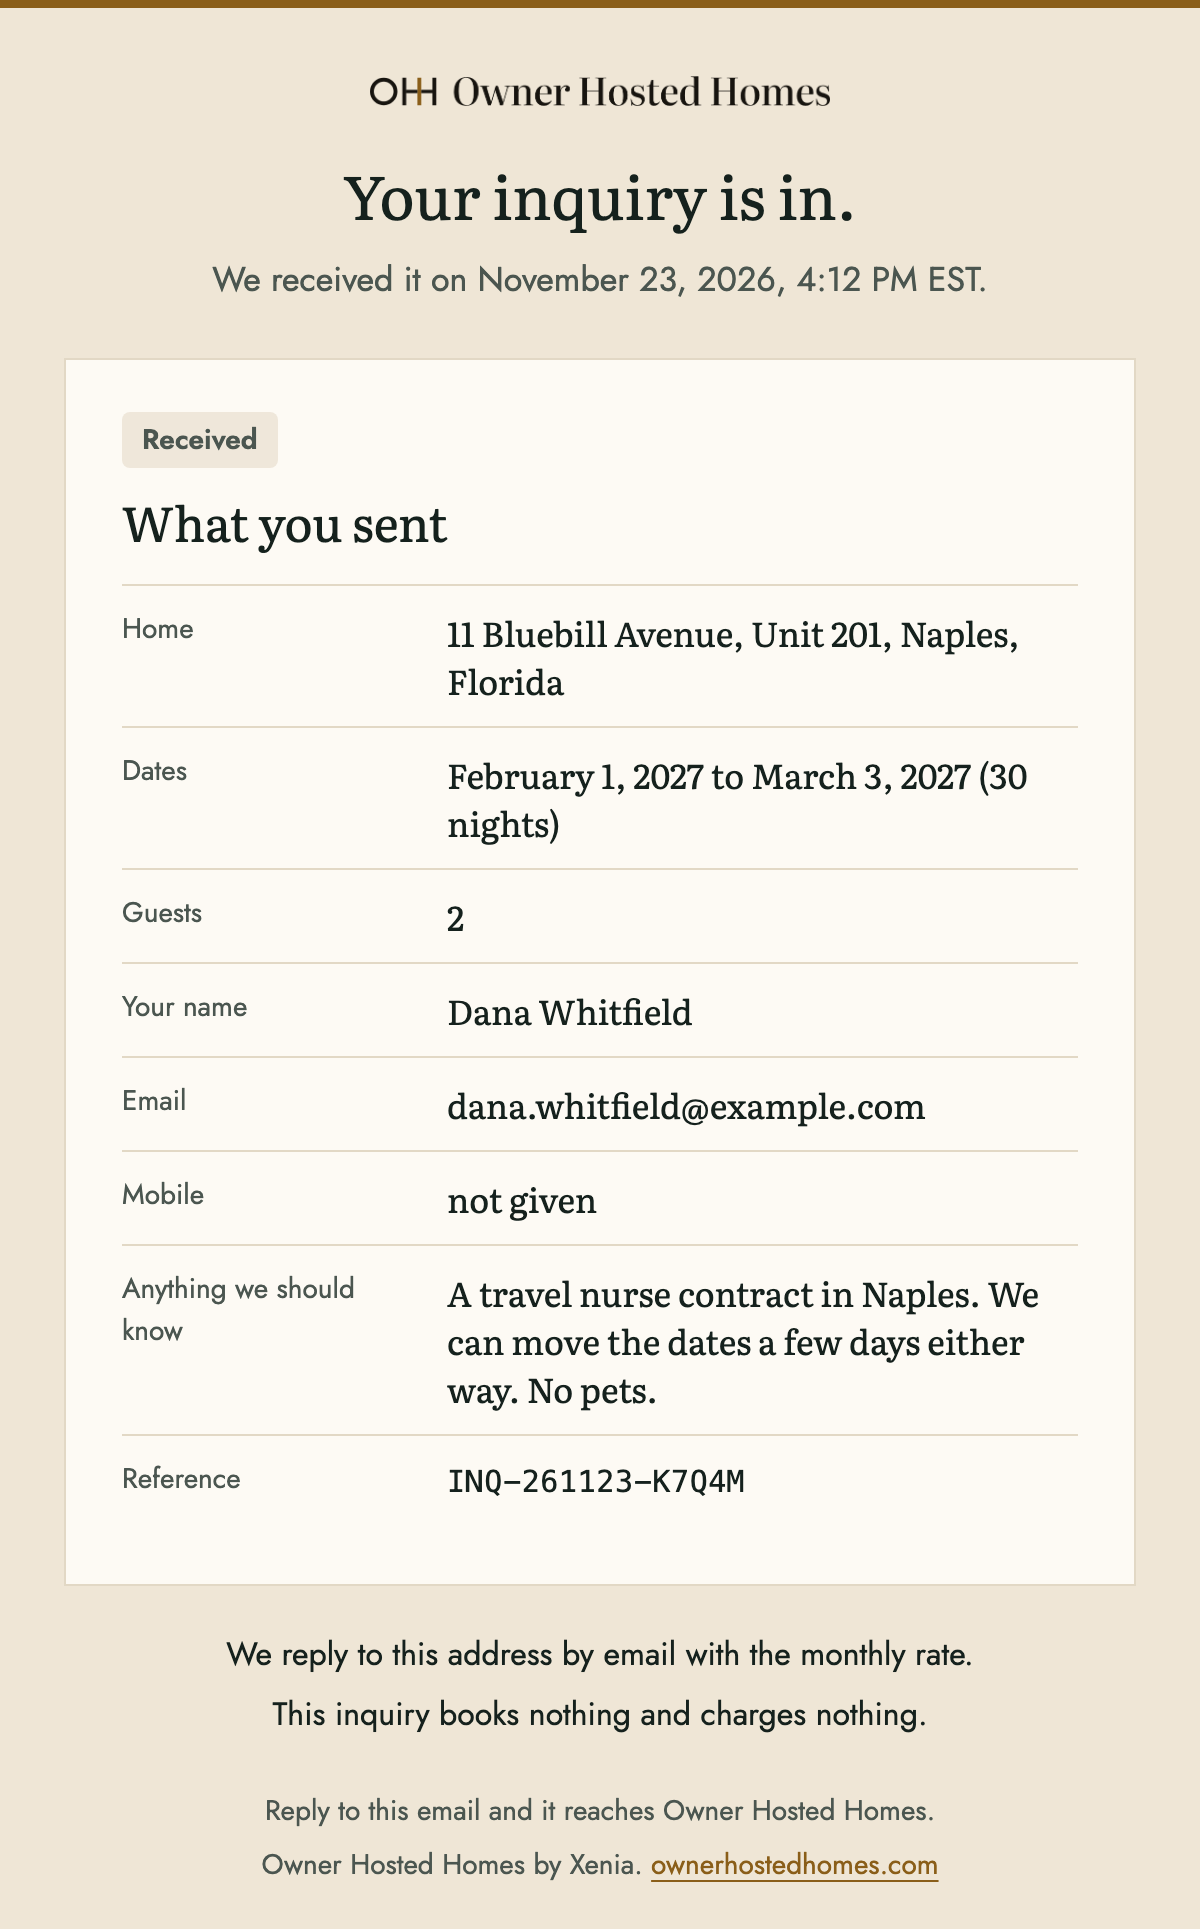 OHH Owner Hosted Homes
Your inquiry is in.
We received it on November 23, 2026, 4:12 PM EST.
Received
What you sent
Home
11 Bluebill Avenue, Unit 201, Naples,
Florida
Dates
February 1, 2027 to March 3, 2027 (30
nights)
Guests
2
Your name
Dana Whitfield
Email
dana.whitfield@example.com
Mobile
not given
Anything we should
know
A travel nurse contract in Naples. We
can move the dates a few days either
way. No pets.
Reference
INQ-261123-K7Q4M
We reply to this address by email with the monthly rate.
This inquiry books nothing and charges nothing.
Reply to this email and it reaches Owner Hosted Homes.
Owner Hosted Homes by Xenia. ownerhostedhomes.com